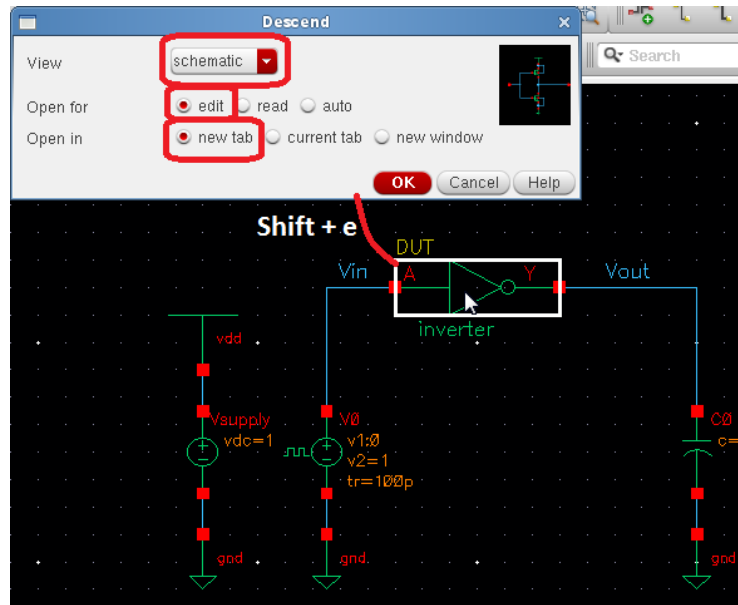 Descend
View
schematic
Open for
edit read auto
Open in
new tab current tab new window
OK Cancel Help
Search
Shift + e
DUT
Vin A Y Vout
inverter
vdd
Vsupply
vdc=1
V0
v1:0
v2=1
tr=100p
C0
c=
gnd gnd gnd